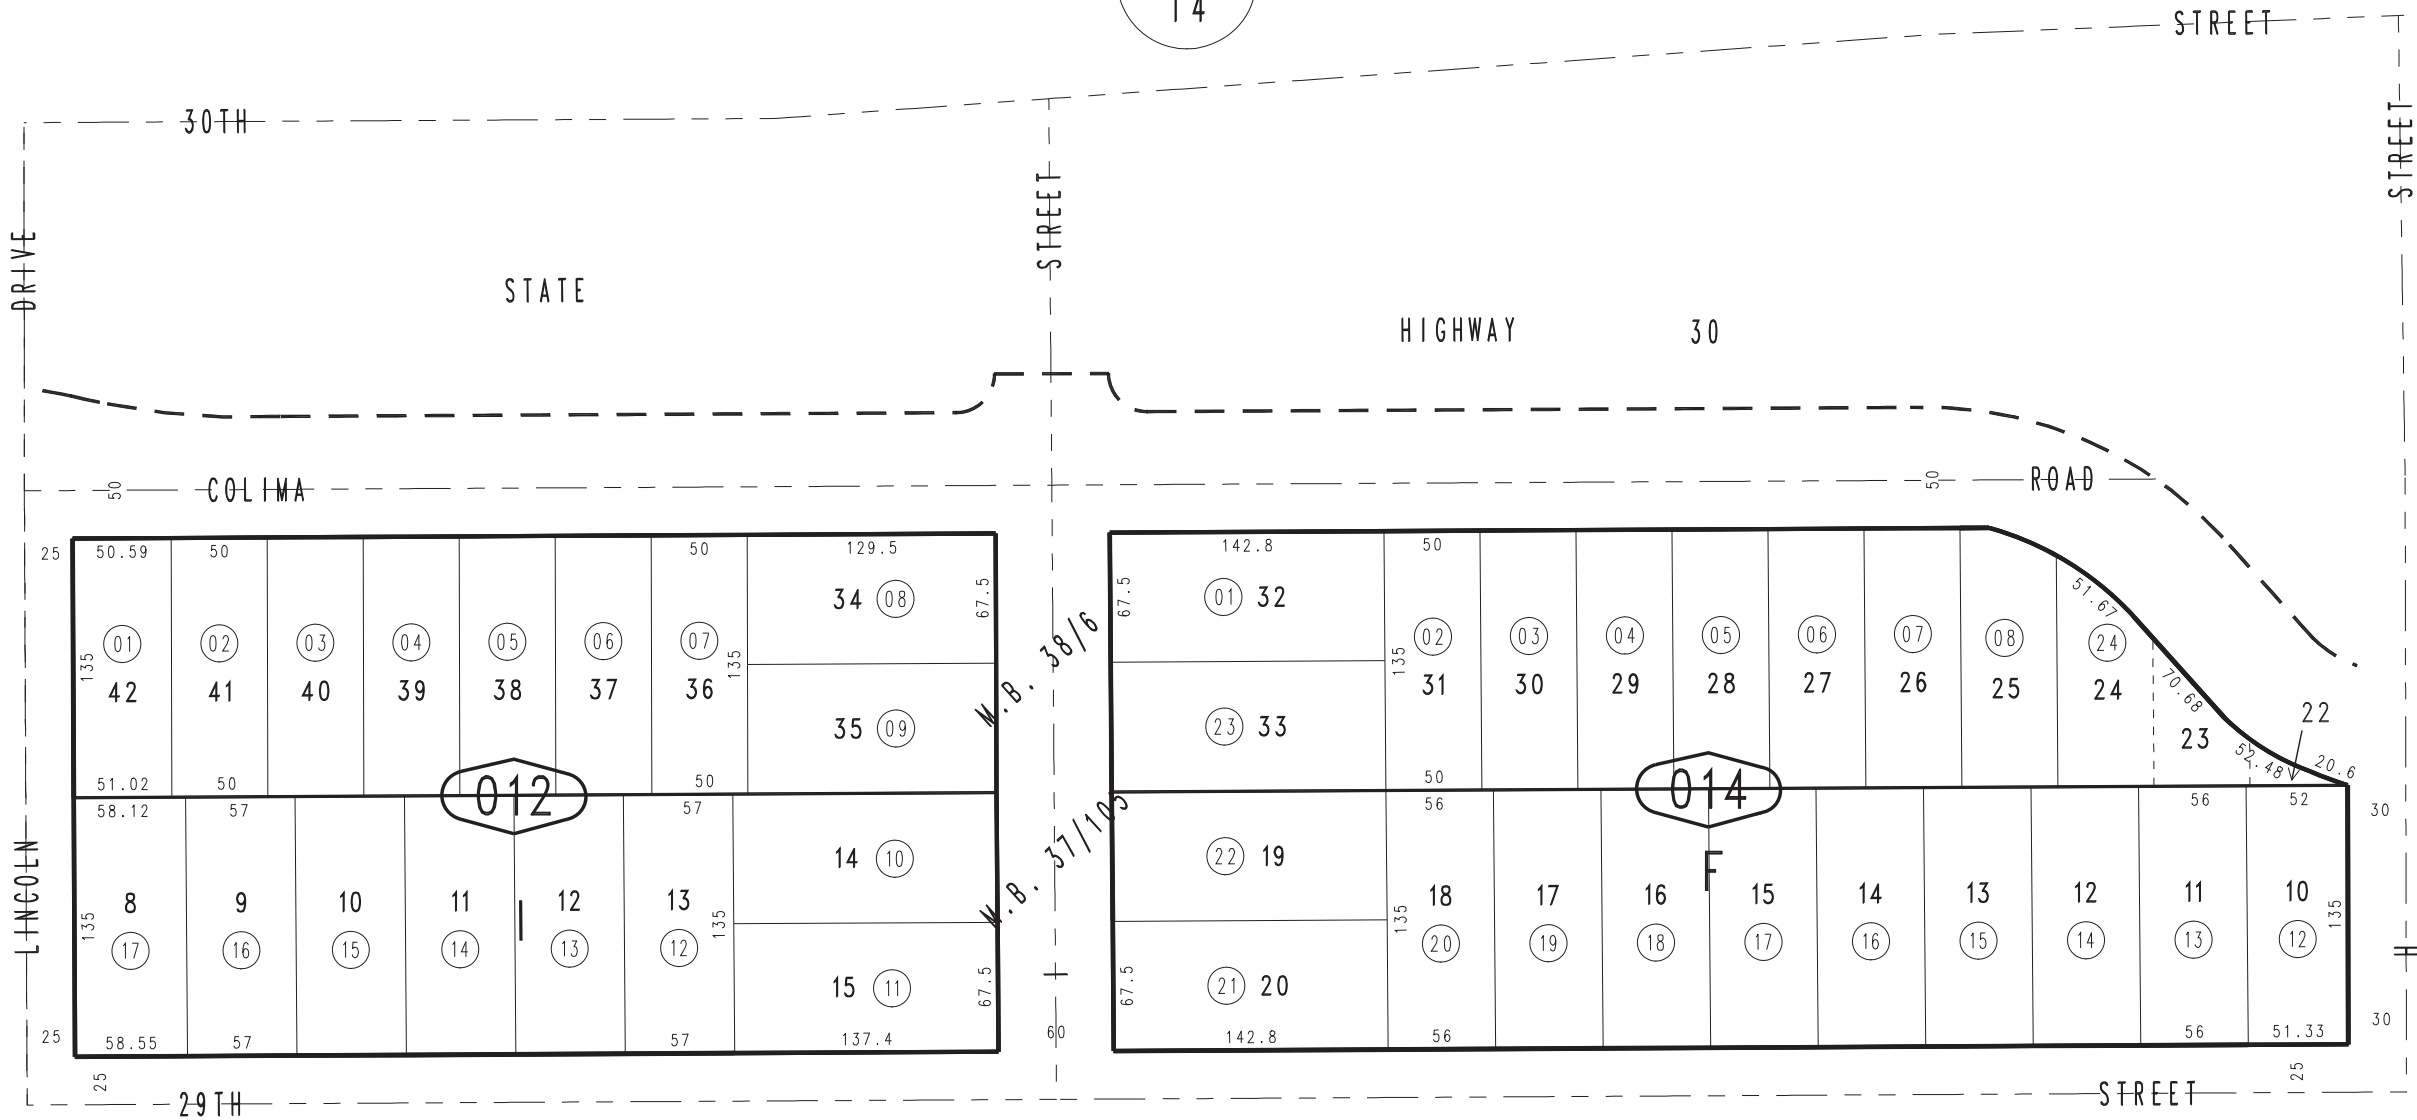 14
STREET
30TH
STREET
DRIVE
STREET
STATE
HIGHWAY 30
50 COLIMA
50 ROAD
25 50.59 50 50 129.5
142.8 50
34 08 67.5
67.5 01 32
51.67
01 02 03 04 05 06 07
02 03 04 05 06 07 08 24
135 135
135
42 41 40 39 38 37 36
31 30 29 28 27 26 25 24
M.B. 38/6
70.68
35 09
23 33
23 22
52.48 20.6
51.02 50 50
50
012
014
58.12 57 57
56 56 52 30
M.B. 37/103
14 10
22 19
F
LINCOLN
8 9 10 11 12 13
18 17 16 15 14 13 12 11 10
135 135
135 135
I
17 16 15 14 13 12
20 19 18 17 16 15 14 13 12
H
I
15 11 67.5
67.5 21 20
25 58.55 57 57 137.4
60
142.8 56 56 51.33 30
25
25
29TH
STREET